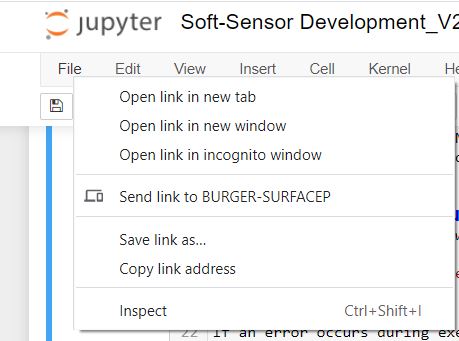 jupyter Soft-Sensor Development_V2
File Edit View Insert Cell Kernel
Open link in new tab
Open link in new window
Open link in incognito window
Send link to BURGER-SURFACEP
Save link as...
Copy link address
Inspect Ctrl+Shift+I
22 If an error occurs during exe